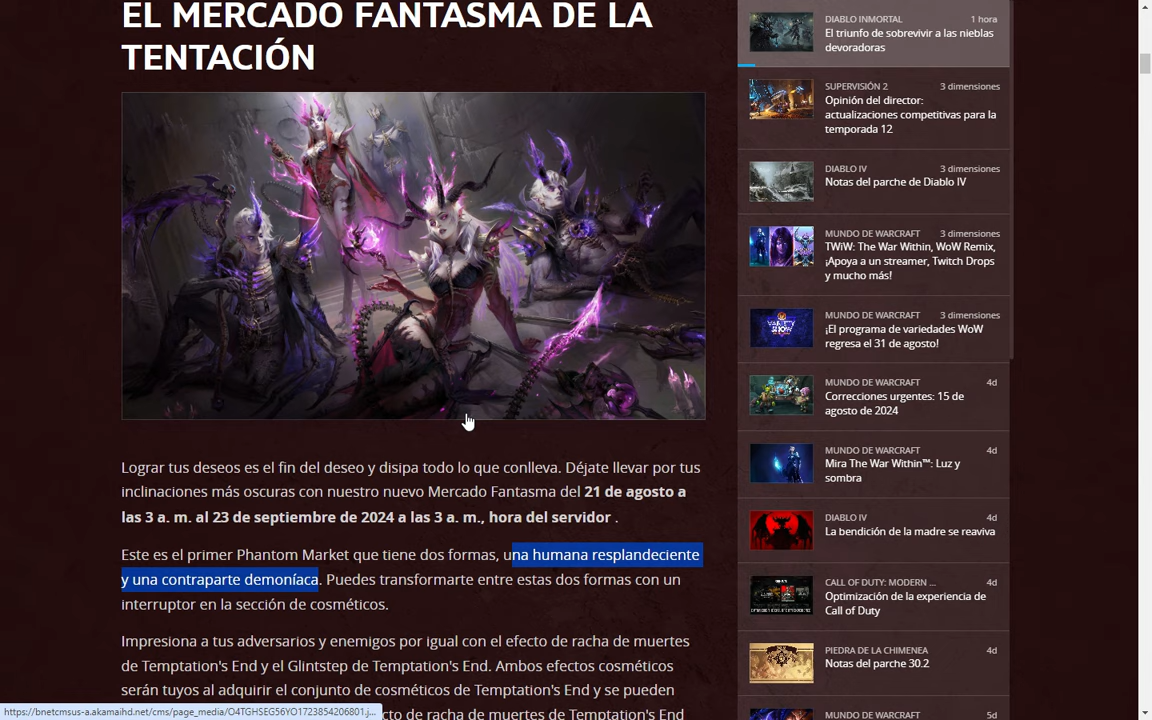 EL MERCADO FANTASMA DE LA
TENTACIÓN
Lograr tus deseos es el fin del deseo y disipa todo lo que conlleva. Déjate llevar por tus
inclinaciones más oscuras con nuestro nuevo Mercado Fantasma del 21 de agosto a
las 3 a. m. al 23 de septiembre de 2024 a las 3 a. m., hora del servidor .
Este es el primer Phantom Market que tiene dos formas, una humana resplandeciente
y una contraparte demoníaca. Puedes transformarte entre estas dos formas con un
interruptor en la sección de cosméticos.
Impresiona a tus adversarios y enemigos por igual con el efecto de racha de muertes
de Temptation's End y el Glintstep de Temptation's End. Ambos efectos cosméticos
serán tuyos al adquirir el conjunto de cosméticos de Temptation's End y se pueden
cto de racha de muertes de Temptation's End
https://bnetcmsus-a.akamaihd.net/cms/page_media/O4TGHSEG56YO1723854206801.j...
DIABLO INMORTAL 1 hora
El triunfo de sobrevivir a las nieblas
devoradoras
SUPERVISIÓN 2 3 dimensiones
Opinión del director:
actualizaciones competitivas para la
temporada 12
DIABLO IV 3 dimensiones
Notas del parche de Diablo IV
MUNDO DE WARCRAFT 3 dimensiones
TWiW: The War Within, WoW Remix,
¡Apoya a un streamer, Twitch Drops
y mucho más!
MUNDO DE WARCRAFT 3 dimensiones
¡El programa de variedades WoW
regresa el 31 de agosto!
MUNDO DE WARCRAFT 4d
Correcciones urgentes: 15 de
agosto de 2024
MUNDO DE WARCRAFT 4d
Mira The War Within™: Luz y
sombra
DIABLO IV 4d
La bendición de la madre se reaviva
CALL OF DUTY: MODERN ... 4d
Optimización de la experiencia de
Call of Duty
PIEDRA DE LA CHIMENEA 4d
Notas del parche 30.2
MUNDO DE WARCRAFT 5d